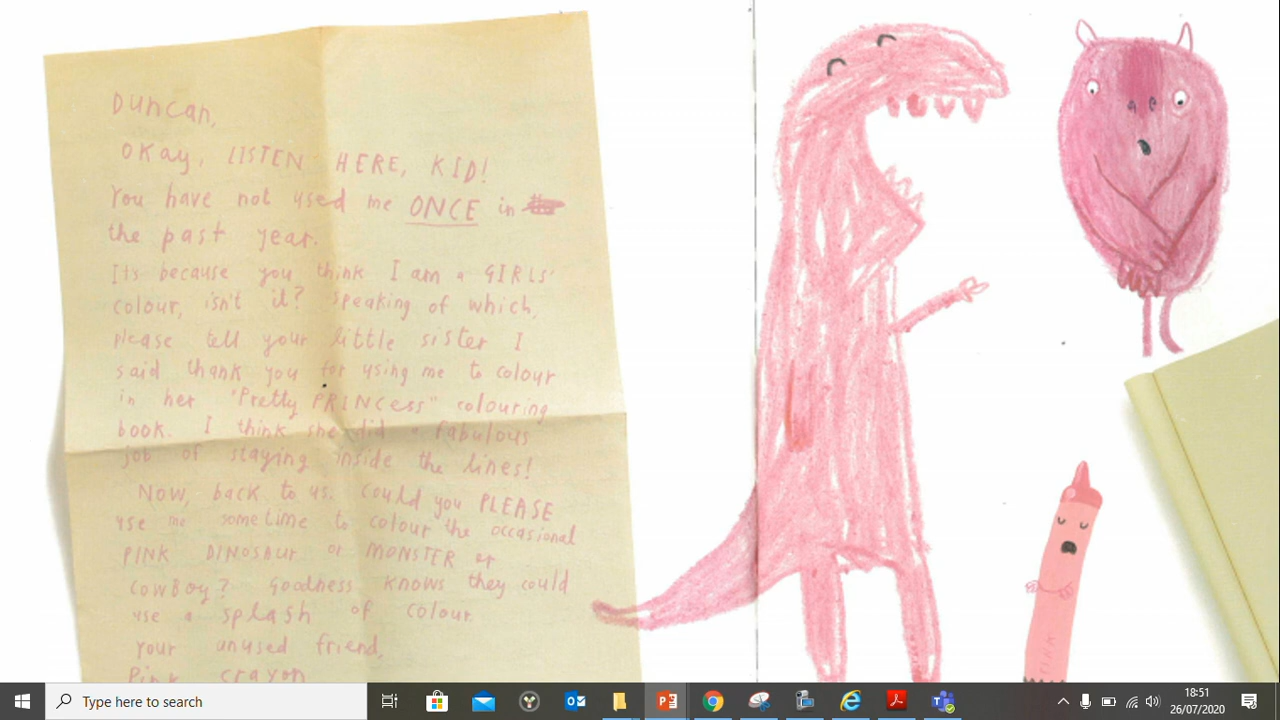 Duncan,
OKay, LISTEN HERE, KID!
You have not used me ONCE in
the past year.
Its because you think I am a GIRLS'
colour, isn't it? Speaking of which,
please tell your little sister I
said thank you for using me to colour
in her "Pretty PRINCess" colouring
book. I think she did a fabulous
job of staying inside the lines!
Now, back to us. Could you PLEASE
use me sometime to colour the occasional
PINK DINOSAUR or MONSTER or
COWBOY? Goodness knows they could
use a splash of colour.
Your unused friend,
Pink crayon
PINK
Type here to search
18:51
26/07/2020